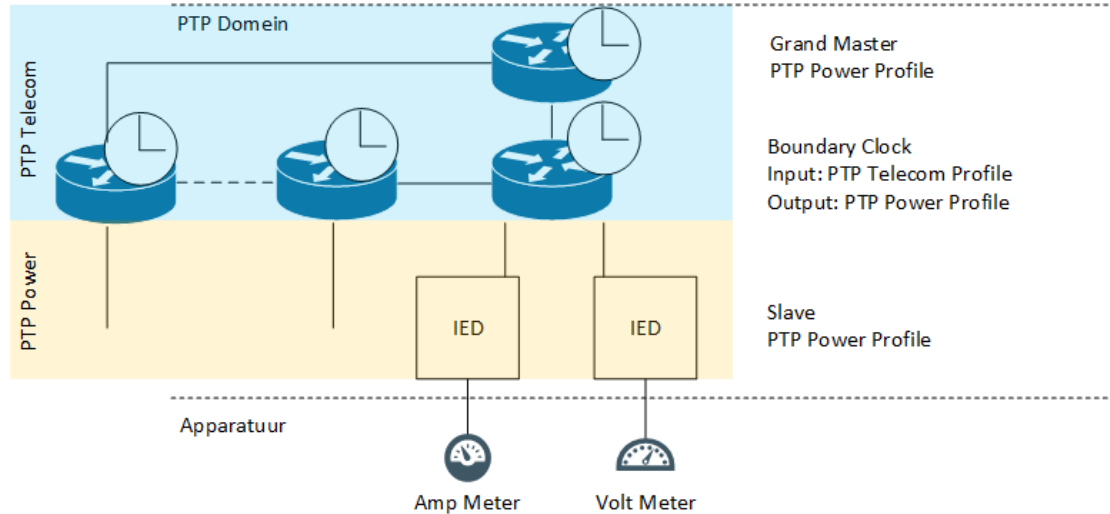 PTP Domein
PTP Telecom
Grand Master
PTP Power Profile
Boundary Clock
Input: PTP Telecom Profile
Output: PTP Power Profile
PTP Power
IED
IED
Slave
PTP Power Profile
Apparatuur
Amp Meter
Volt Meter